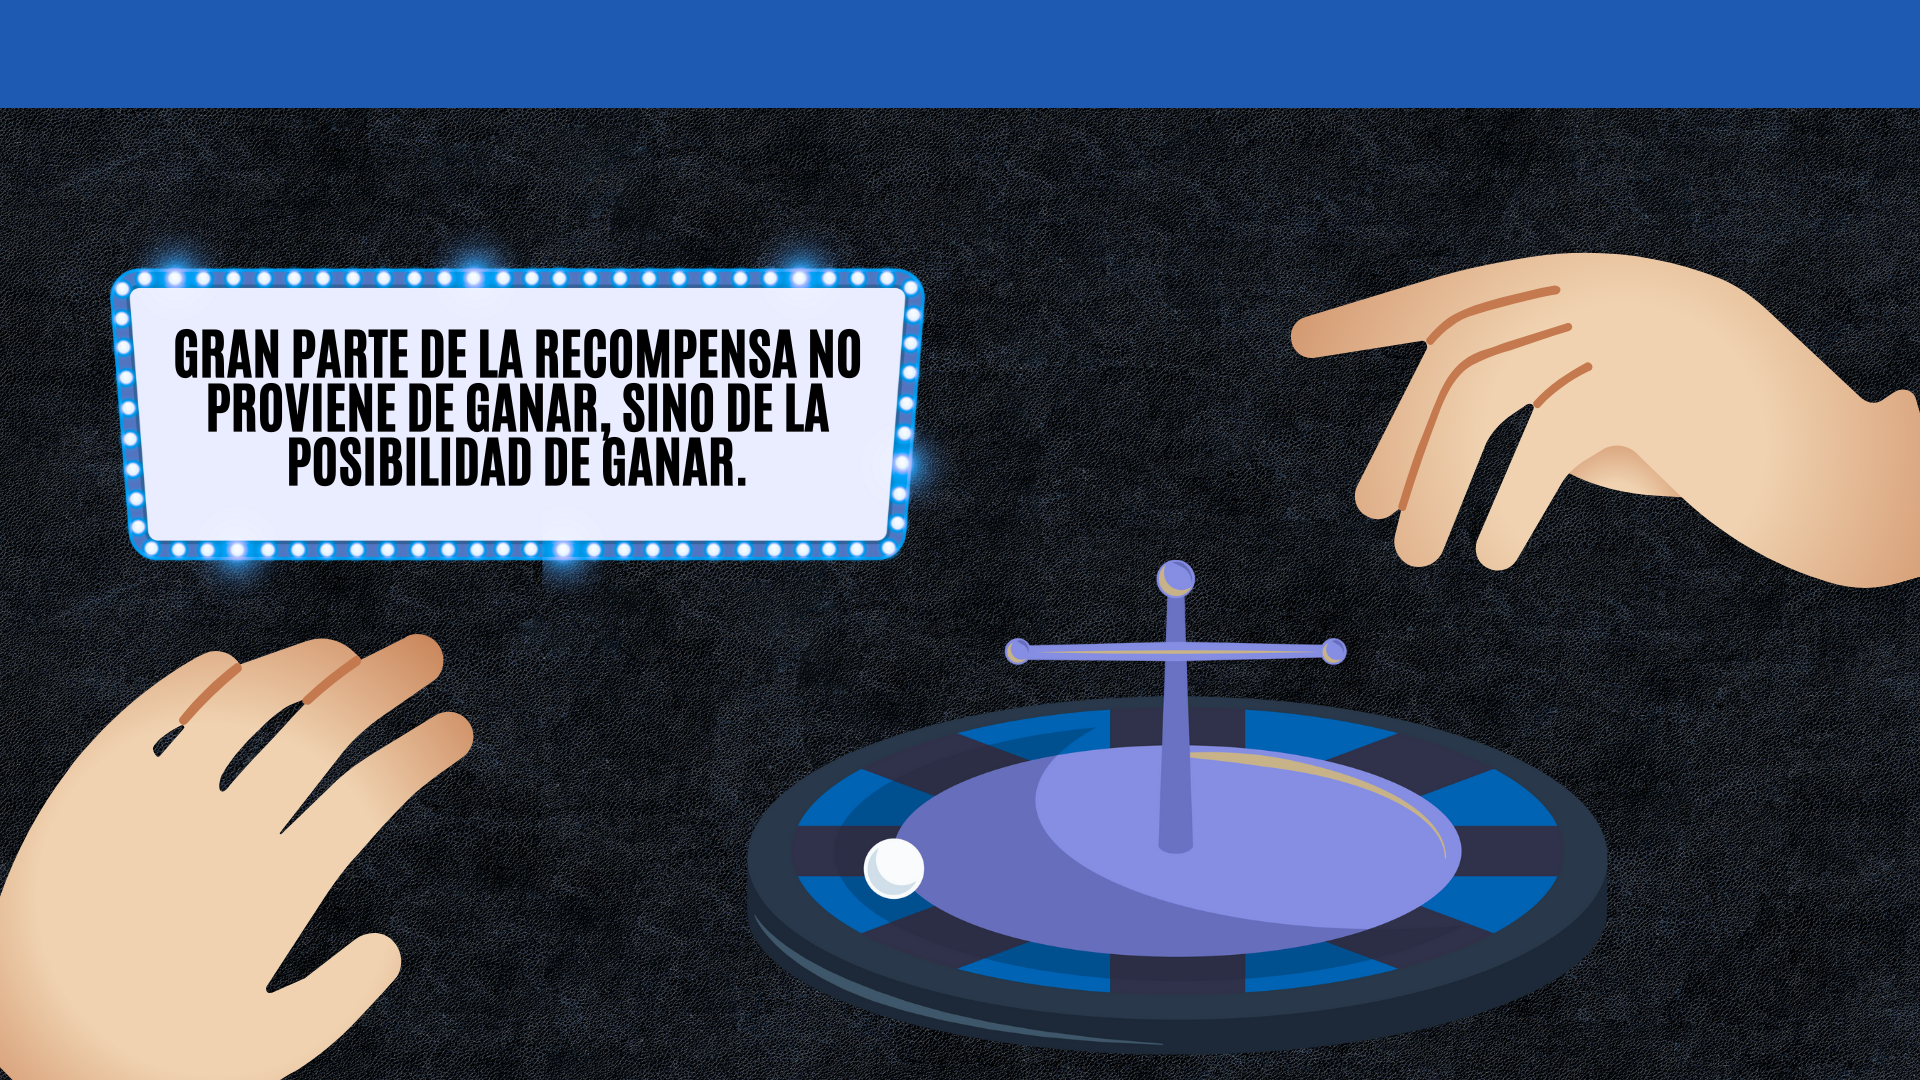 GRAN PARTE DE LA RECOMPENSA NO
PROVIENE DE GANAR, SINO DE LA
POSIBILIDAD DE GANAR.